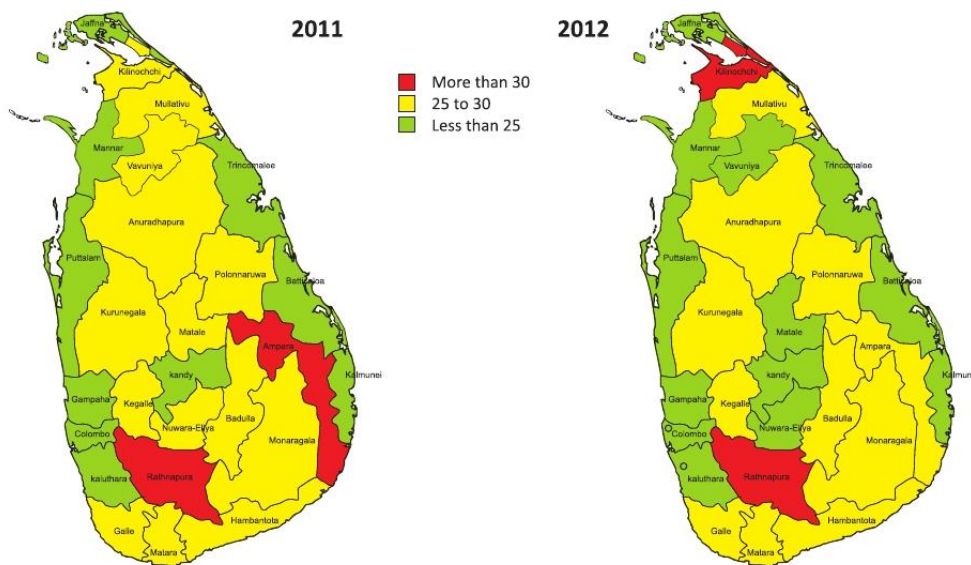 2011
2012
More than 30
25 to 30
Less than 25
Jaffna
Kilinochchi
Mullativu
Mannar
Vavuniya
Trincomalee
Anuradhapura
Puttalam
Polonnaruwa
Batticaloa
Kurunegala
Matale
Ampara
kandy
Kalmunei
Gampaha
Kegalle
Badulla
Nuwara-Eliya
Colombo
Monaragala
kaluthara
Rathnapura
Hambantota
Galle
Matara
Jaffna
Kilinochchi
Mullativu
Mannar
Vavuniya
Trincomalee
Anuradhapura
Puttalam
Polonnaruwa
Batticaloa
Kurunegala
Matale
Ampara
kandy
Kalmunei
Gampaha
Kegalle
Badulla
Nuwara-Eliya
Colombo
Monaragala
kaluthara
Rathnapura
Hambantota
Galle
Matara